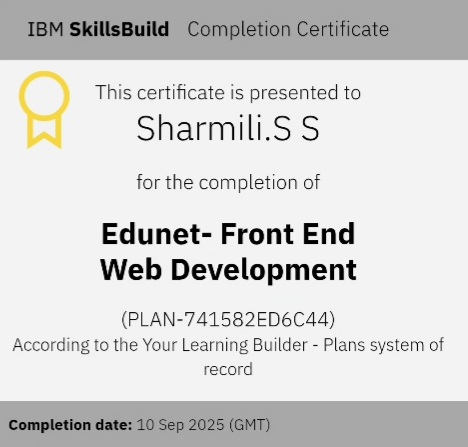 IBM SkillsBuild Completion Certificate
This certificate is presented to
Sharmili.S S
for the completion of
Edunet- Front End
Web Development
(PLAN-741582ED6C44)
According to the Your Learning Builder - Plans system of
record
Completion date: 10 Sep 2025 (GMT)